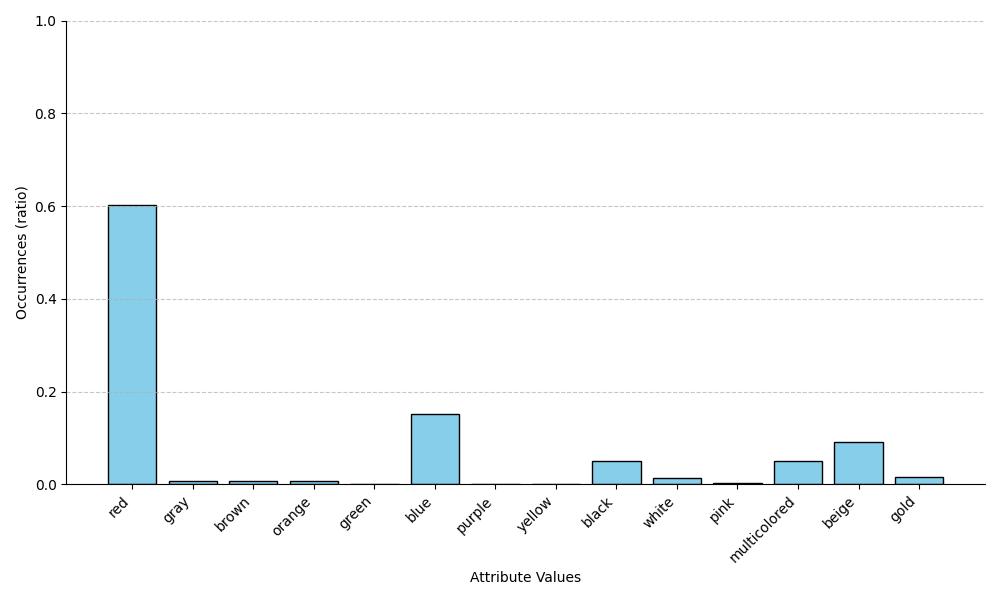 1.0
0.8
0.6
0.4
0.2
0.0
Occurrences (ratio)
red
gray
brown
orange
green
blue
purple
yellow
black
white
pink
multicolored
beige
gold
Attribute Values